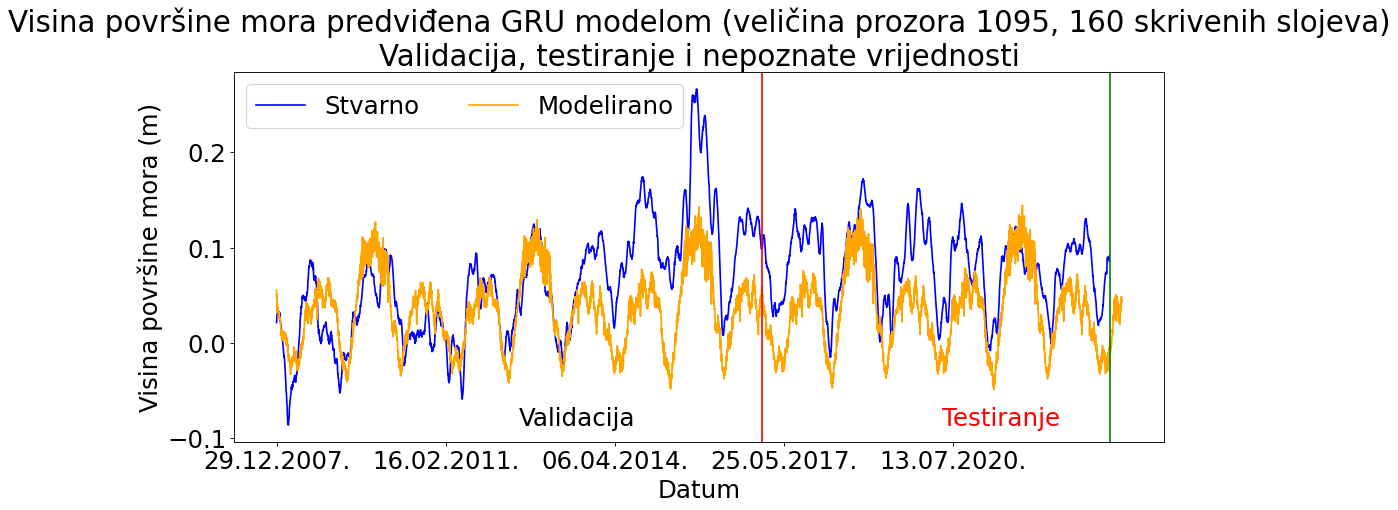 Visina površine mora predviđena GRU modelom (veličina prozora 1095, 160 skrivenih slojeva)
Validacija, testiranje i nepoznate vrijednosti
Stvarno
Modelirano
Visina površine mora (m)
0.2
0.1
0.0
−0.1
Validacija
Testiranje
29.12.2007.
16.02.2011.
06.04.2014.
25.05.2017.
13.07.2020.
Datum